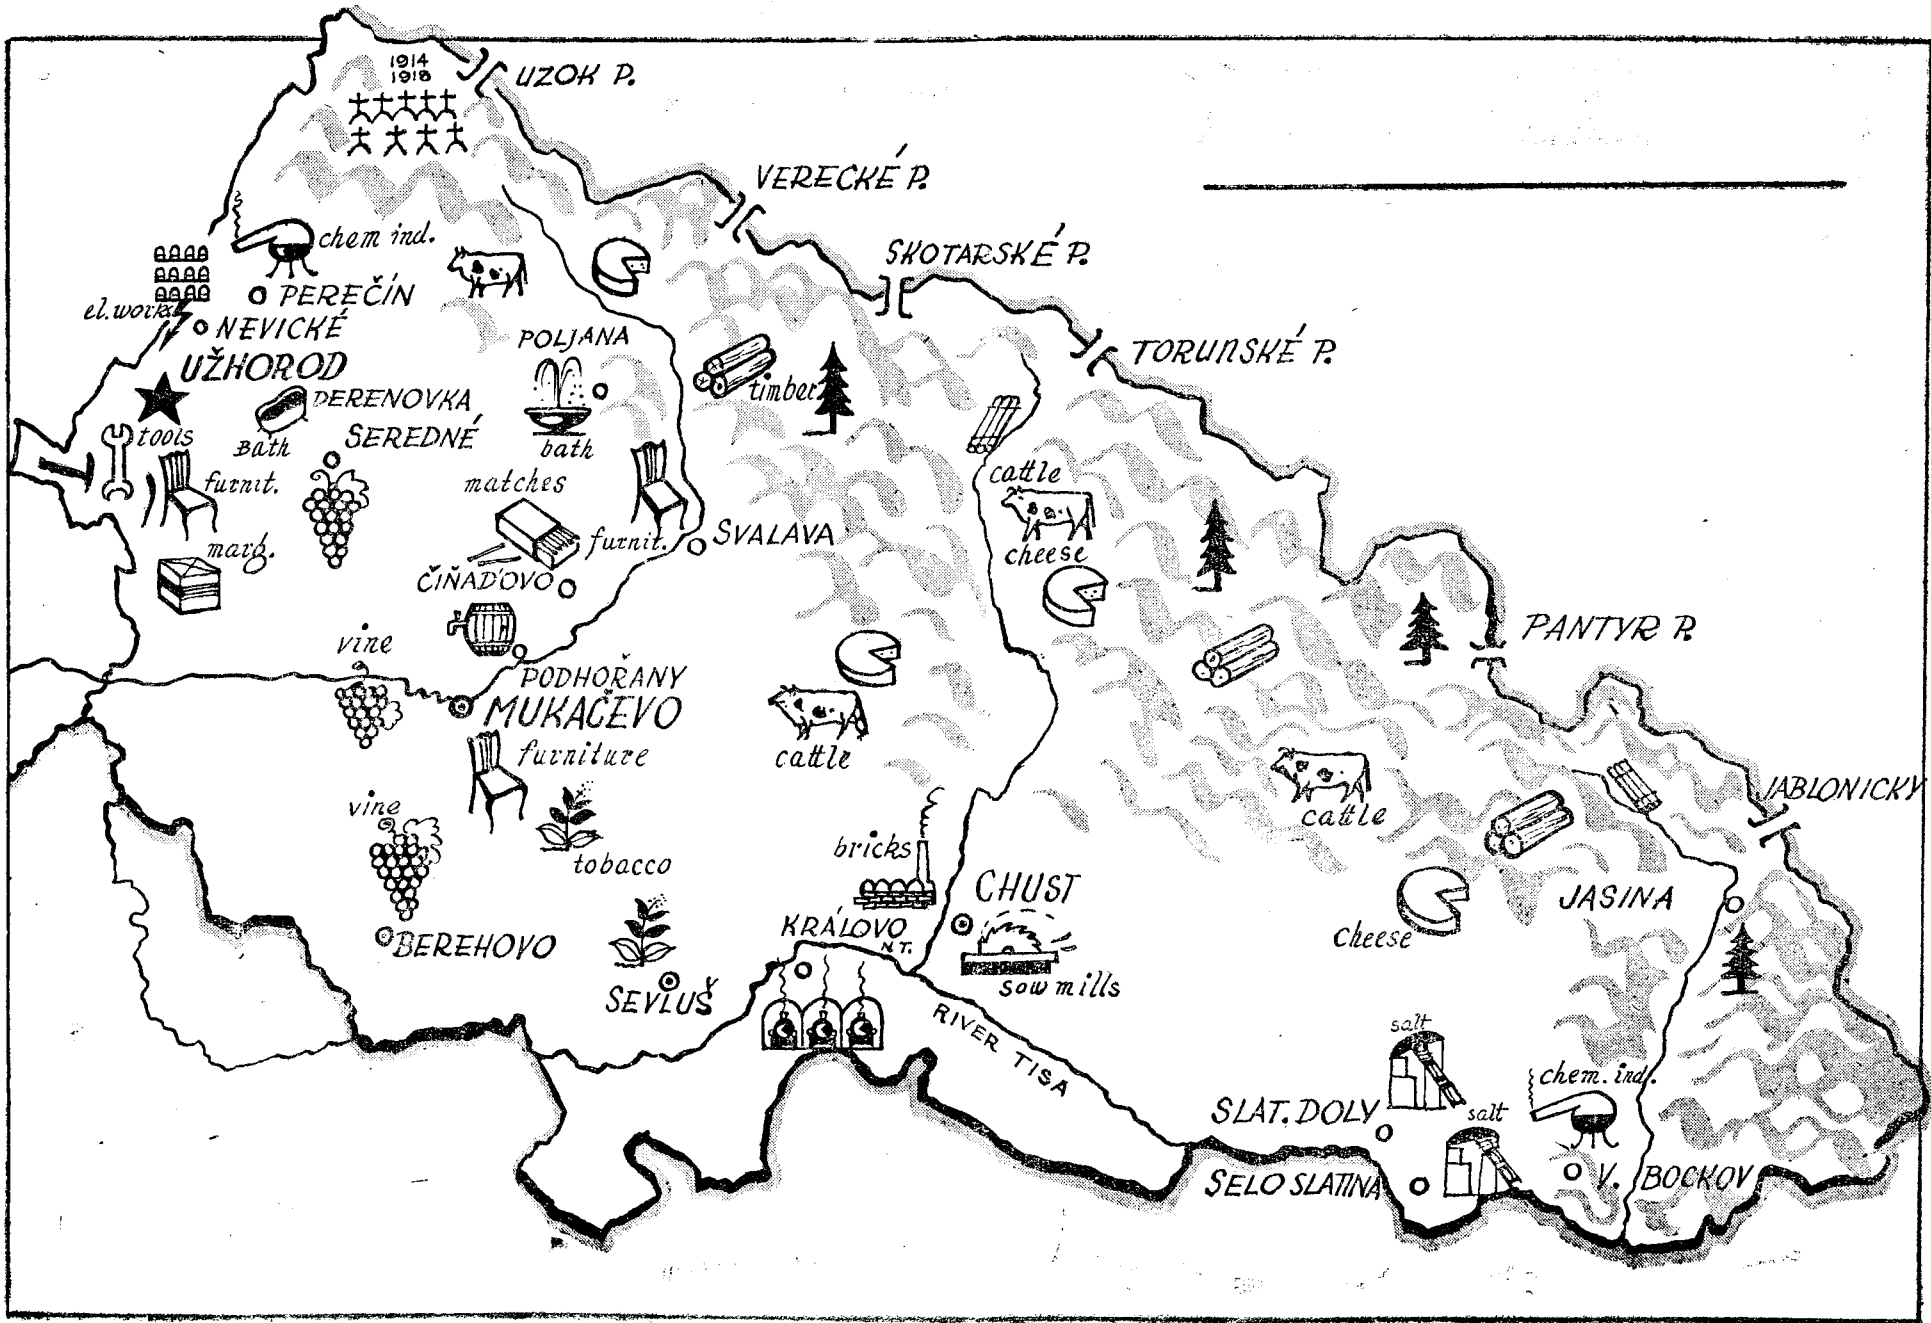 1914
1918
UZOK P.
VERECKÉ P.
SKOTARSKÉ P.
TORUNSKÉ P.
PANTYR P.
JABLONICKY
chem ind.
PEREČÍN
el.works
NEVICKÉ
UŽHOROD
POLJANA
DERENOVKA
Bath
SEREDNÉ
tools
furnit.
marg.
bath
timber
matches
furnit.
SVALAVA
ČIŇAĎOVO
cattle
cheese
vine
PODHOŘANY
MUKAČEVO
furniture
cattle
cattle
vine
tobacco
bricks
CHUST
KRÁLOVO
N T.
sow mills
BEREHOVO
SEVLUŠ
RIVER TISA
JASINA
Cheese
salt
SLAT. DOLY
salt
chem. ind.
SELO SLATINA
V. BOCKOV